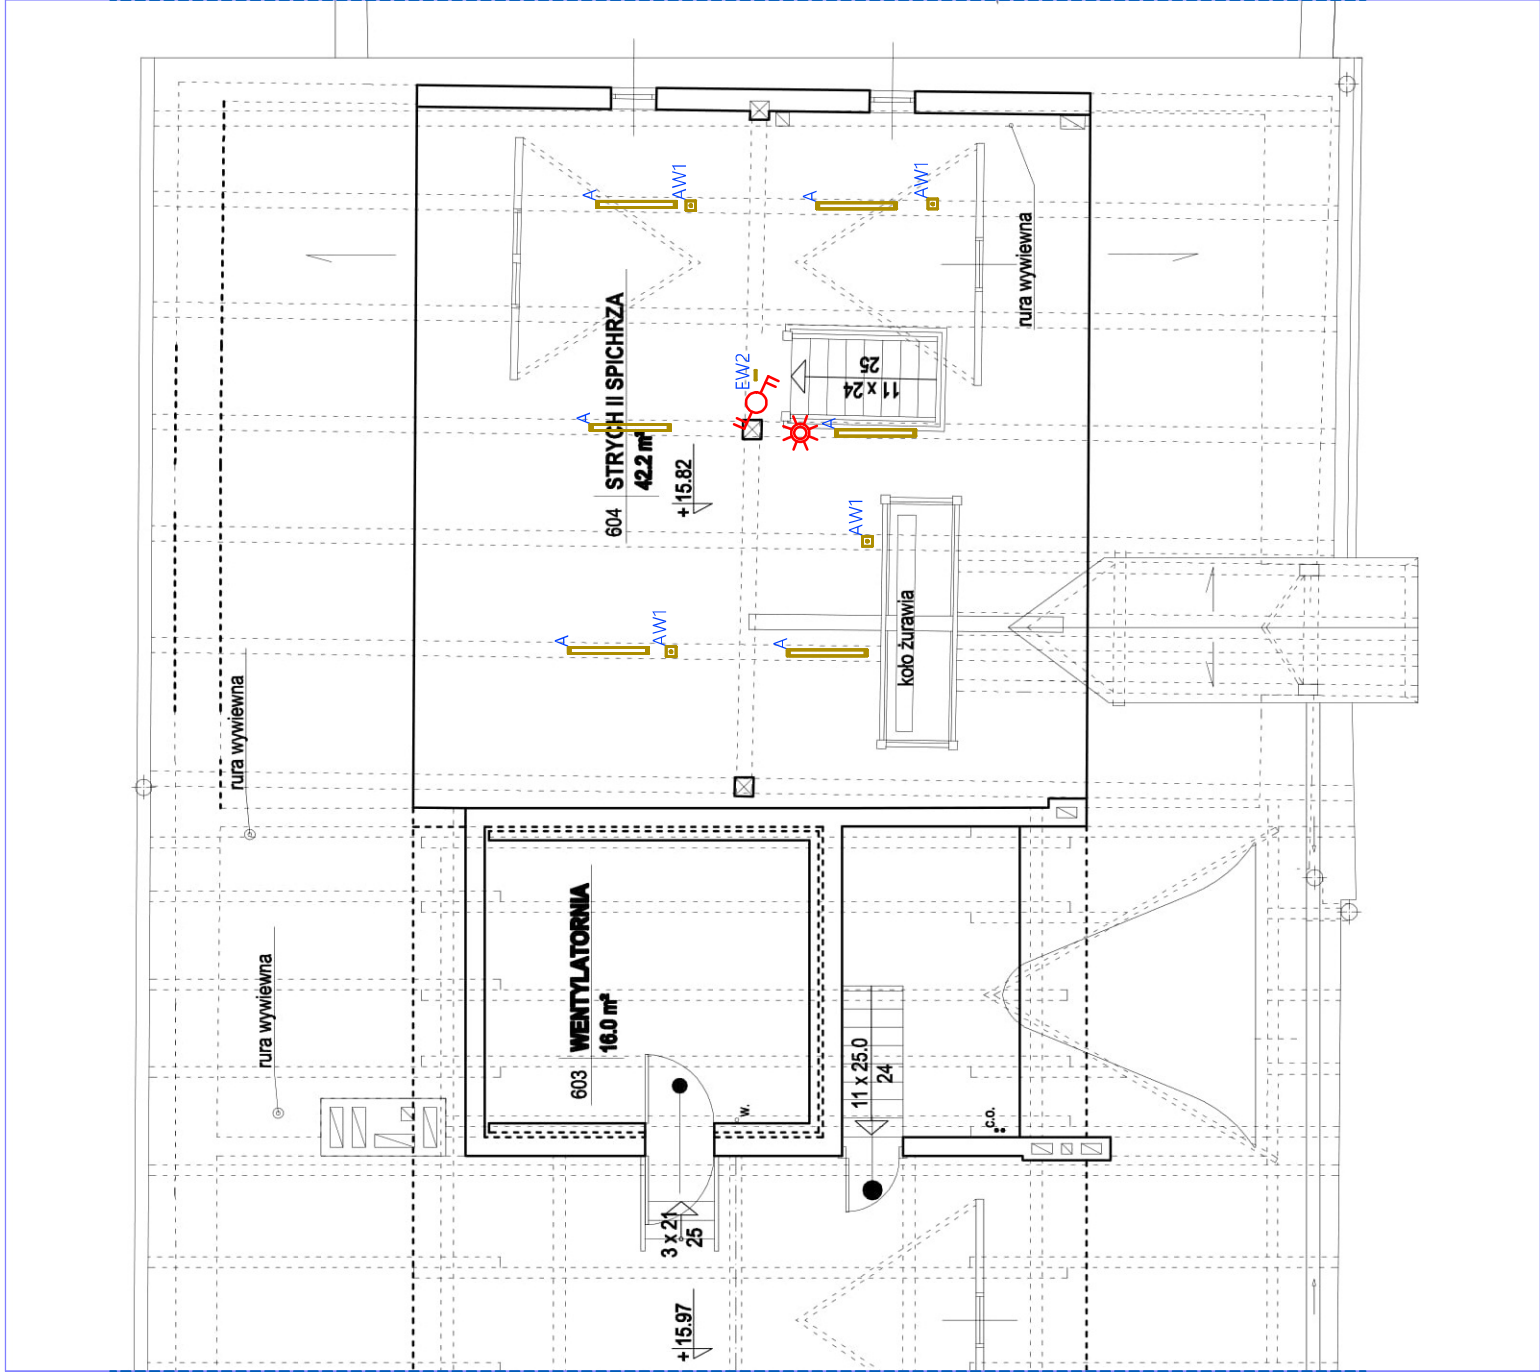 A
AW1
A
AW1
rura wywiewna
604 STRYCH II SPICHRZA
42.2 m²
+15.82
EW2
11 x 24
25
A
A
AW1
A
AW1
A
koło żurawia
rura wywiewna
rura wywiewna
603 WENTYLATORNIA
16.0 m²
w.
11 x 25.0
24
c.o.
3 x 21
25
+15.97